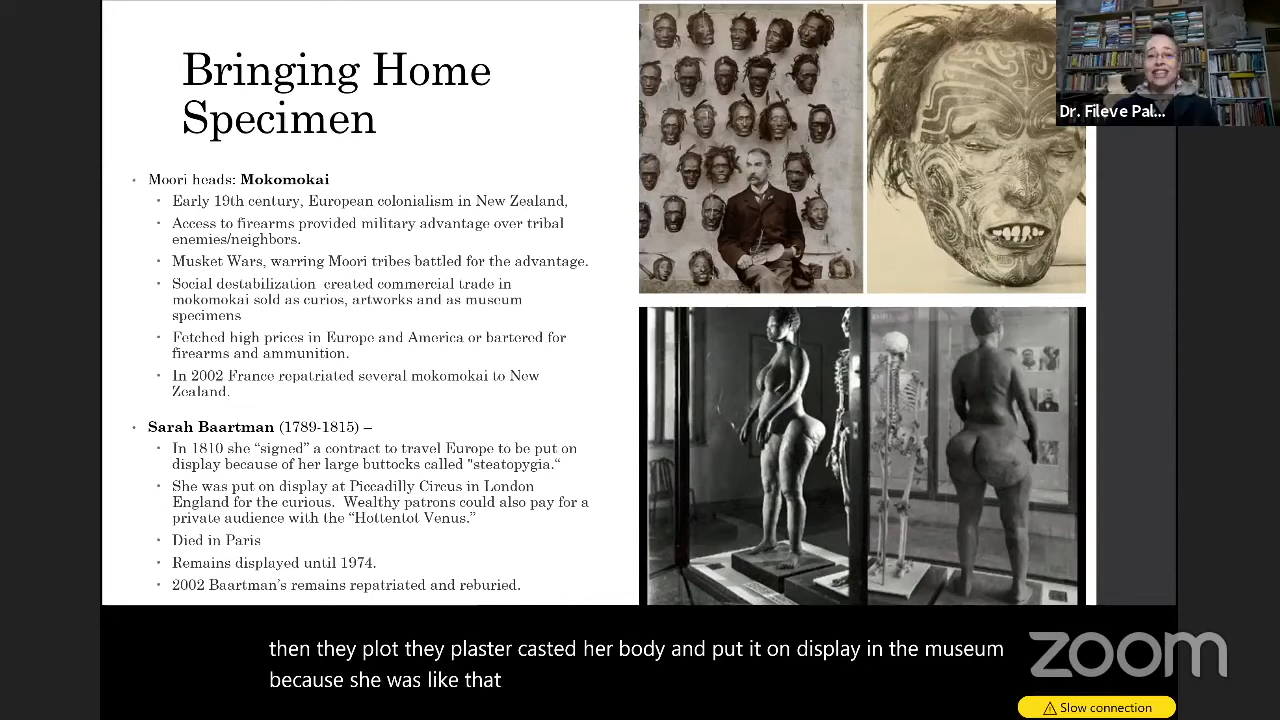 Bringing Home
Specimen
Dr. Fileve Pal...
• Moori heads: Mokomokai
• Early 19th century, European colonialism in New Zealand,
• Access to firearms provided military advantage over tribal
enemies/neighbors.
• Musket Wars, warring Moori tribes battled for the advantage.
• Social destabilization created commercial trade in
mokomokai sold as curios, artworks and as museum
specimens
• Fetched high prices in Europe and America or bartered for
firearms and ammunition.
• In 2002 France repatriated several mokomokai to New
Zealand.
• Sarah Baartman (1789-1815) –
• In 1810 she “signed” a contract to travel Europe to be put on
display because of her large buttocks called "steatopygia.“
• She was put on display at Piccadilly Circus in London
England for the curious. Wealthy patrons could also pay for a
private audience with the “Hottentot Venus.”
• Died in Paris
• Remains displayed until 1974.
• 2002 Baartman’s remains repatriated and reburied.
then they plot they plaster casted her body and put it on display in the museum
because she was like that
zoom
Slow connection